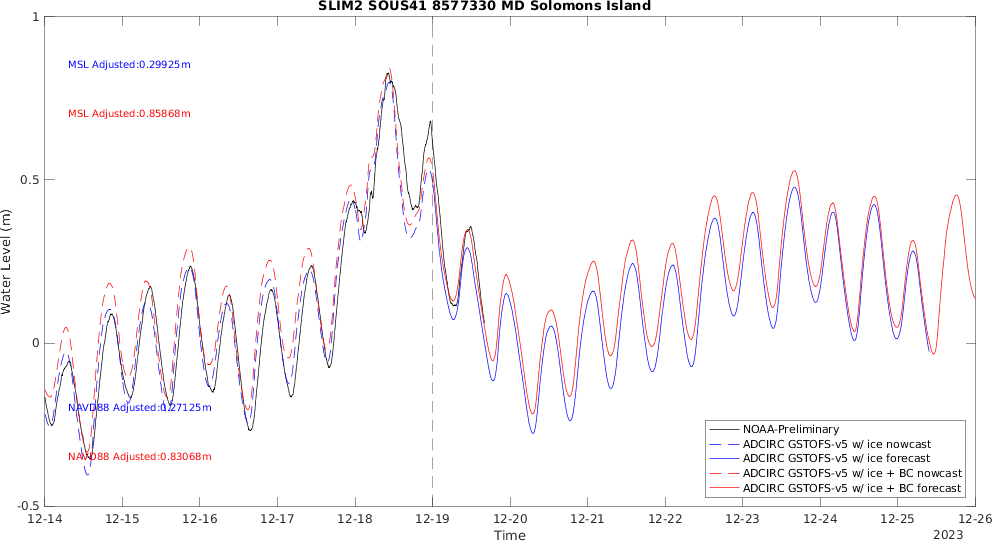 SLIM2 SOUS41 8577330 MD Solomons Island
1
MSL Adjusted:0.29925m
MSL Adjusted:0.85868m
0.5
Water Level (m)
0
NAVD88 Adjusted:0.27125m
NAVD88 Adjusted:0.83068m
-0.5
NOAA-Preliminary
ADCIRC GSTOFS-v5 w/ ice nowcast
ADCIRC GSTOFS-v5 w/ ice forecast
ADCIRC GSTOFS-v5 w/ ice + BC nowcast
ADCIRC GSTOFS-v5 w/ ice + BC forecast
12-14 12-15 12-16 12-17 12-18 12-19 12-20 12-21 12-22 12-23 12-24 12-25 12-26
Time
2023